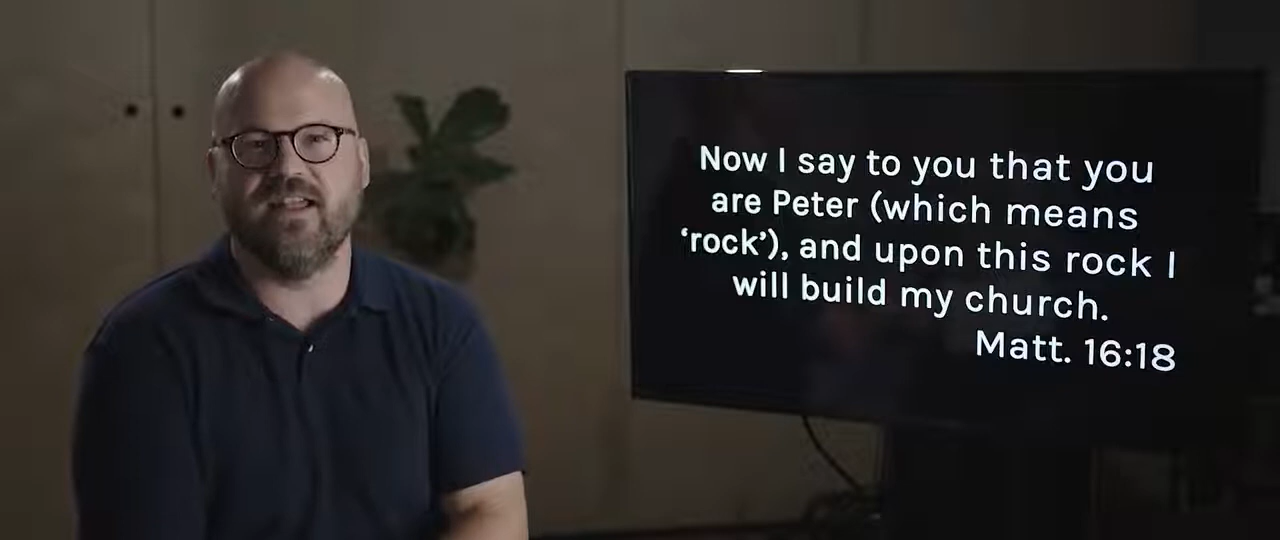 Now I say to you that you
are Peter (which means
‘rock’), and upon this rock I
will build my church.
Matt. 16:18